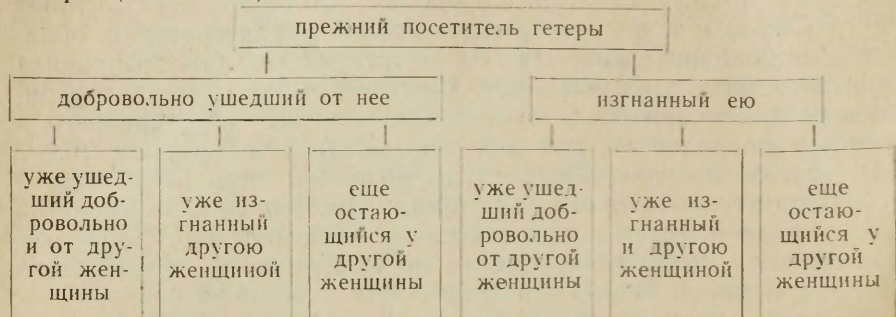 прежний посетитель гетеры
добровольно ушедший от нее
изгнанный ею
уже ушед-
ший доб-
ровольно
и от дру-
гой жен-
щины
уже из-
гнанный
другою
женщиной
еще
остаю-
щийся у
другой
женщины
уже ушед-
ший доб-
ровольно
от другой
женщины
уже из-
гнанный
и другою
женщиной
еще
остаю-
щийся у
другой
женщины